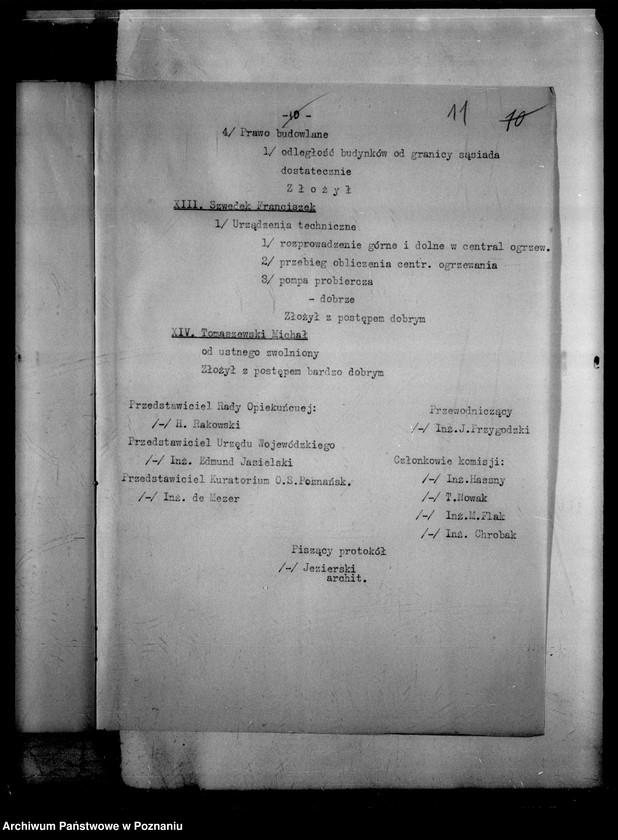 -10-
11 10
4/ Prawo budowlane
1/ odległość budynków od granicy sąsiada
dostatecznie
Z ł o ż y ł
XIII. Szwedek Franciszek
1/ Urządzenia techniczne
1/ rozprowadzenie górne i dolne w central ogrzew.
2/ przebieg obliczenia centr. ogrzewania
3/ pompa probiercza
- dobrze
Złożył z postępem dobrym
XIV. Tomaszewski Michał
od ustnego zwolniony
Złożył z postępem bardzo dobrym
Przedstawiciel Rady Opiekuńcuej:
/-/ H. Rakowski
Przedstawiciel Urzędu Wojewódzkiego
/-/ Inż. Edmund Jasielski
Przedstawiciel Kuratorium O.S.Poznańsk.
/-/ Inż. de Mezer
Przewodniczący
/-/ Inż.J.Przygodzki
Członkowie komisji:
/-/ Inż.Hassny
/-/ T.Nowak
/-/ Inż.M.Flak
/-/ Inż. Chrobak
Piszący protokół
/-/ Jezierski
archit.
Archiwum Państwowe w Poznaniu